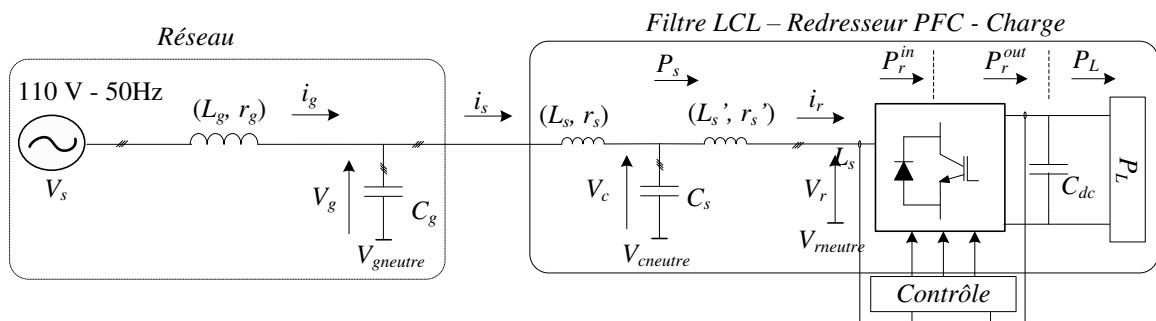 Filtre LCL – Redresseur PFC - Charge
Réseau
110 V - 50Hz
V_s
(L_g, r_g)
i_g
V_g
C_g
V_gneutre
i_s
(L_s, r_s)
P_s
(L_s', r_s')
i_r
V_c
C_s
V_cneutre
L_s
V_r
V_rneutre
P_r^in
P_r^out
P_L
C_dc
P_L
Contrôle